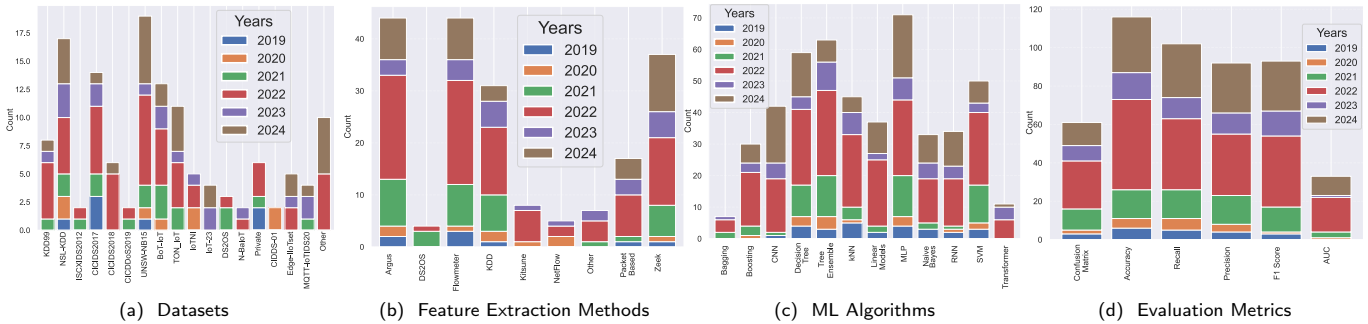 Years
2019
2020
2021
2022
2023
2024
Count
17.5
15.0
12.5
10.0
7.5
5.0
2.5
0.0
KDD99
NSL-KDD
ISCXIDS2012
CICIDS2017
CICIDS2018
CICDDoS2019
UNSW-NB15
BoT-IoT
TON_IoT
IoTNI
IoT-23
DS2OS
N-BaIoT
Private
CIDDS-01
Edge-IIoTset
MQTT-IoTIDS20
Other
(a) Datasets
Years
2019
2020
2021
2022
2023
2024
Count
40
30
20
10
0
Argus
DS2OS
Flowmeter
KDD
Kitsune
NetFlow
Other
Packet
Based
Zeek
(b) Feature Extraction Methods
Years
2019
2020
2021
2022
2023
2024
Count
70
60
50
40
30
20
10
0
Bagging
Boosting
CNN
Decision
Tree
Tree
Ensemble
kNN
Linear
Models
MLP
Naive
Bayes
RNN
SVM
Transformer
(c) ML Algorithms
Years
2019
2020
2021
2022
2023
2024
Count
120
100
80
60
40
20
0
Confusion
Matrix
Accuracy
Recall
Precision
F1 Score
AUC
(d) Evaluation Metrics